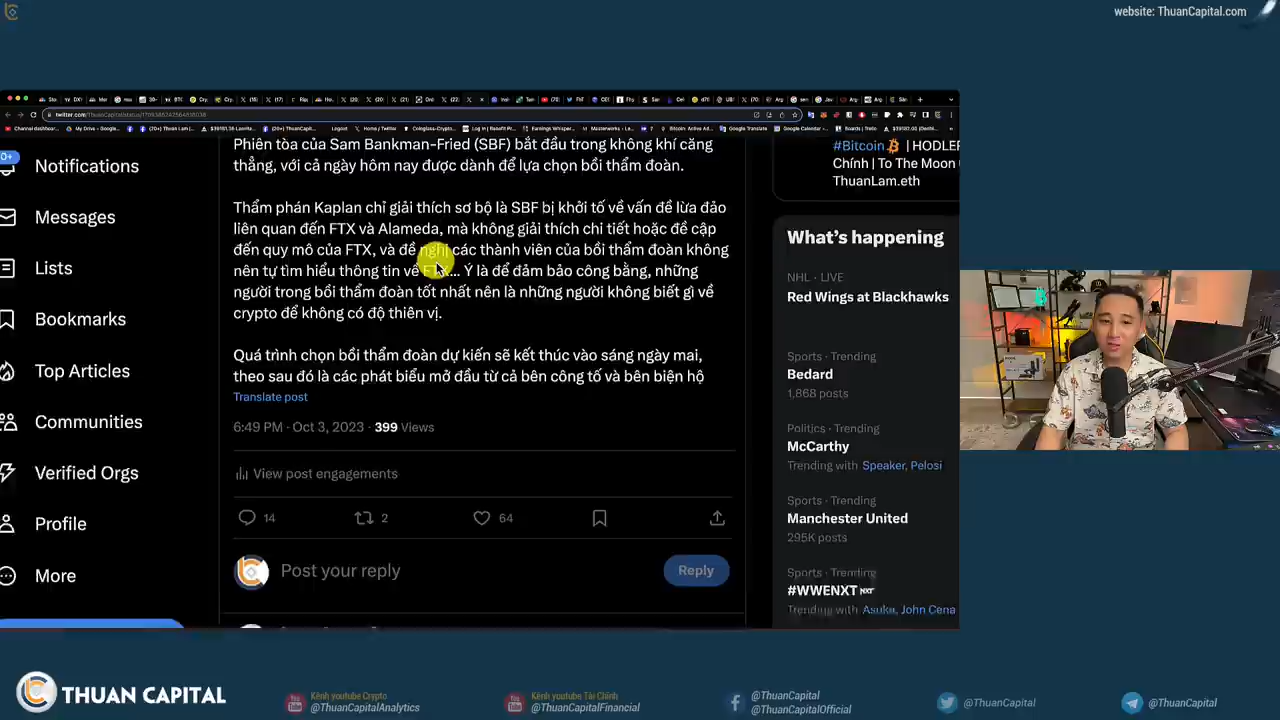 website: ThuanCapital.com
Phiên tòa của Sam Bankman-Fried (SBF) bắt đầu trong không khí căng
thẳng, với cả ngày hôm nay được dành để lựa chọn bồi thẩm đoàn.
Thẩm phán Kaplan chỉ giải thích sơ bộ là SBF bị khởi tố về vấn đề lừa đảo
liên quan đến FTX và Alameda, mà không giải thích chi tiết hoặc đề cập
đến quy mô của FTX, và đề nghị các thành viên của bồi thẩm đoàn không
nên tự tìm hiểu thông tin về FTX... Ý là để đảm bảo công bằng, những
người trong bồi thẩm đoàn tốt nhất nên là những người không biết gì về
crypto để không có độ thiên vị.
Quá trình chọn bồi thẩm đoàn dự kiến sẽ kết thúc vào sáng ngày mai,
theo sau đó là các phát biểu mở đầu từ cả bên công tố và bên biện hộ
Translate post
6:49 PM · Oct 3, 2023 · 399 Views
View post engagements
14
2
64
Post your reply
Reply
Notifications
Messages
Lists
Bookmarks
Top Articles
Communities
Verified Orgs
Profile
More
#Bitcoin | HODLER
Chính | To The Moon
ThuanLam.eth
What's happening
NHL · LIVE
Red Wings at Blackhawks
Sports · Trending
Bedard
1,868 posts
Politics · Trending
McCarthy
Trending with Speaker, Pelosi
Sports · Trending
Manchester United
295K posts
Sports · Trending
#WWENXT
Trending with Asuka, John Cena
THUAN CAPITAL
Kênh youtube Crypto
@ThuanCapitalAnalytics
Kênh youtube Tài Chính
@ThuanCapitalFinancial
@ThuanCapital
@ThuanCapitalOfficial
@ThuanCapital
@ThuanCapital